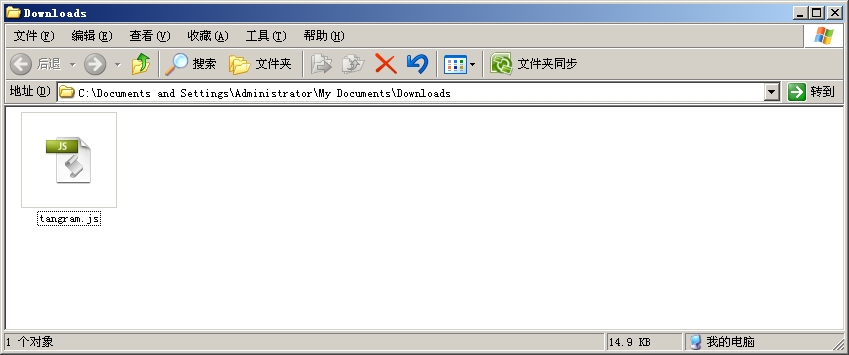 Downloads
文件(F) 编辑(E) 查看(V) 收藏(A) 工具(T) 帮助(H)
后退 搜索 文件夹 文件夹同步
地址(D) C:\Documents and Settings\Administrator\My Documents\Downloads 转到
JS
tangram.js
1 个对象 14.9 KB 我的电脑